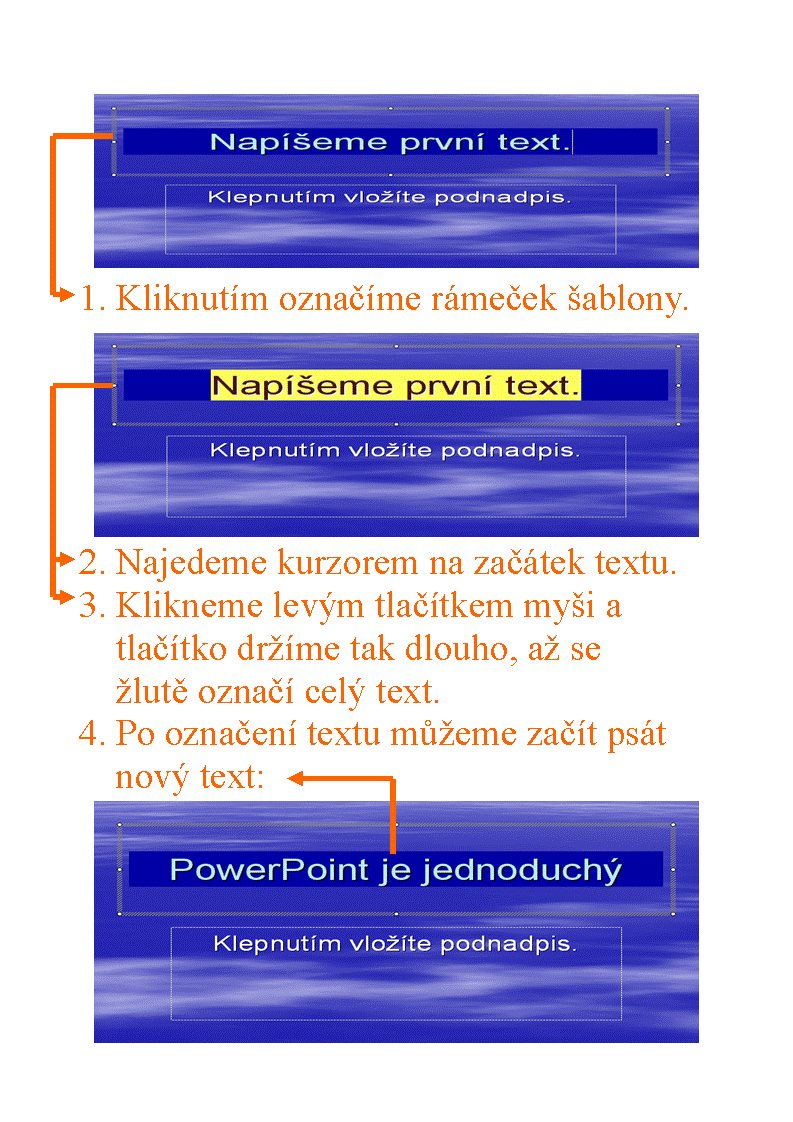 Napíšeme první text.
Klepnutím vložíte podnadpis.
1. Kliknutím označíme rámeček šablony.
Napíšeme první text.
Klepnutím vložíte podnadpis.
2. Najedeme kurzorem na začátek textu.
3. Klikneme levým tlačítkem myši a
tlačítko držíme tak dlouho, až se
žlutě označí celý text.
4. Po označení textu můžeme začít psát
nový text:
PowerPoint je jednoduchý
Klepnutím vložíte podnadpis.